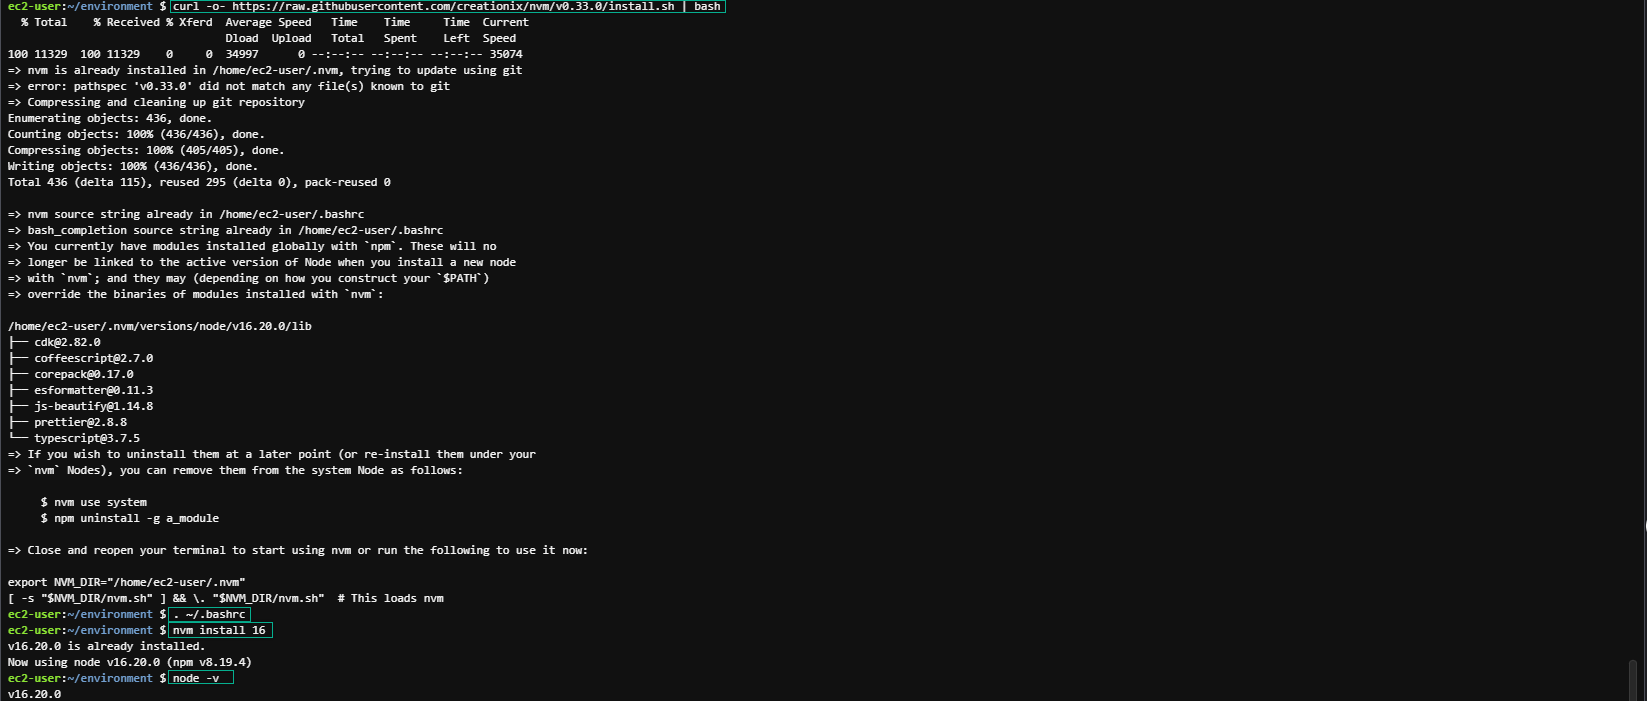 ec2-user:~/environment $ curl -o- https://raw.githubusercontent.com/creationix/nvm/v0.33.0/install.sh | bash
  % Total    % Received % Xferd  Average Speed   Time    Time     Time  Current
                                 Dload  Upload   Total   Spent    Left  Speed
100 11329  100 11329    0     0  34997      0 --:--:-- --:--:-- --:--:-- 35074
=> nvm is already installed in /home/ec2-user/.nvm, trying to update using git
=> error: pathspec 'v0.33.0' did not match any file(s) known to git
=> Compressing and cleaning up git repository
Enumerating objects: 436, done.
Counting objects: 100% (436/436), done.
Compressing objects: 100% (405/405), done.
Writing objects: 100% (436/436), done.
Total 436 (delta 115), reused 295 (delta 0), pack-reused 0

=> nvm source string already in /home/ec2-user/.bashrc
=> bash_completion source string already in /home/ec2-user/.bashrc
=> You currently have modules installed globally with `npm`. These will no
=> longer be linked to the active version of Node when you install a new node
=> with `nvm`; and they may (depending on how you construct your `$PATH`)
=> override the binaries of modules installed with `nvm`:

/home/ec2-user/.nvm/versions/node/v16.20.0/lib
├── cdk@2.82.0
├── coffeescript@2.7.0
├── corepack@0.17.0
├── esformatter@0.11.3
├── js-beautify@1.14.8
├── prettier@2.8.8
└── typescript@3.7.5
=> If you wish to uninstall them at a later point (or re-install them under your
=> `nvm` Nodes), you can remove them from the system Node as follows:

     $ nvm use system
     $ npm uninstall -g a_module

=> Close and reopen your terminal to start using nvm or run the following to use it now:

export NVM_DIR="/home/ec2-user/.nvm"
[ -s "$NVM_DIR/nvm.sh" ] && \. "$NVM_DIR/nvm.sh"  # This loads nvm
ec2-user:~/environment $ . ~/.bashrc
ec2-user:~/environment $ nvm install 16
v16.20.0 is already installed.
Now using node v16.20.0 (npm v8.19.4)
ec2-user:~/environment $ node -v
v16.20.0